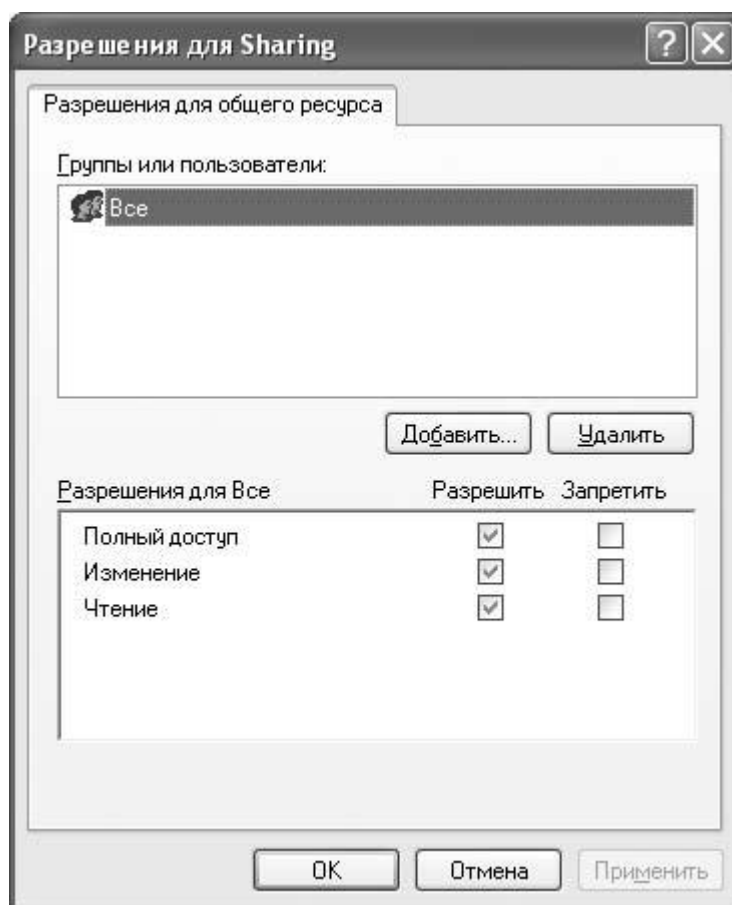 Разрешения для Sharing
Разрешения для общего ресурса
Группы или пользователи:
Все
Добавить... Удалить
Разрешения для Все Разрешить Запретить
Полный доступ
Изменение
Чтение
ОК Отмена Применить